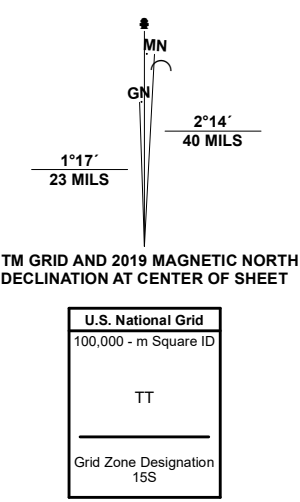 MN
GN
2°14´
40 MILS
1°17´
23 MILS
TM GRID AND 2019 MAGNETIC NORTH
DECLINATION AT CENTER OF SHEET
U.S. National Grid
100,000 - m Square ID
TT
Grid Zone Designation
15S